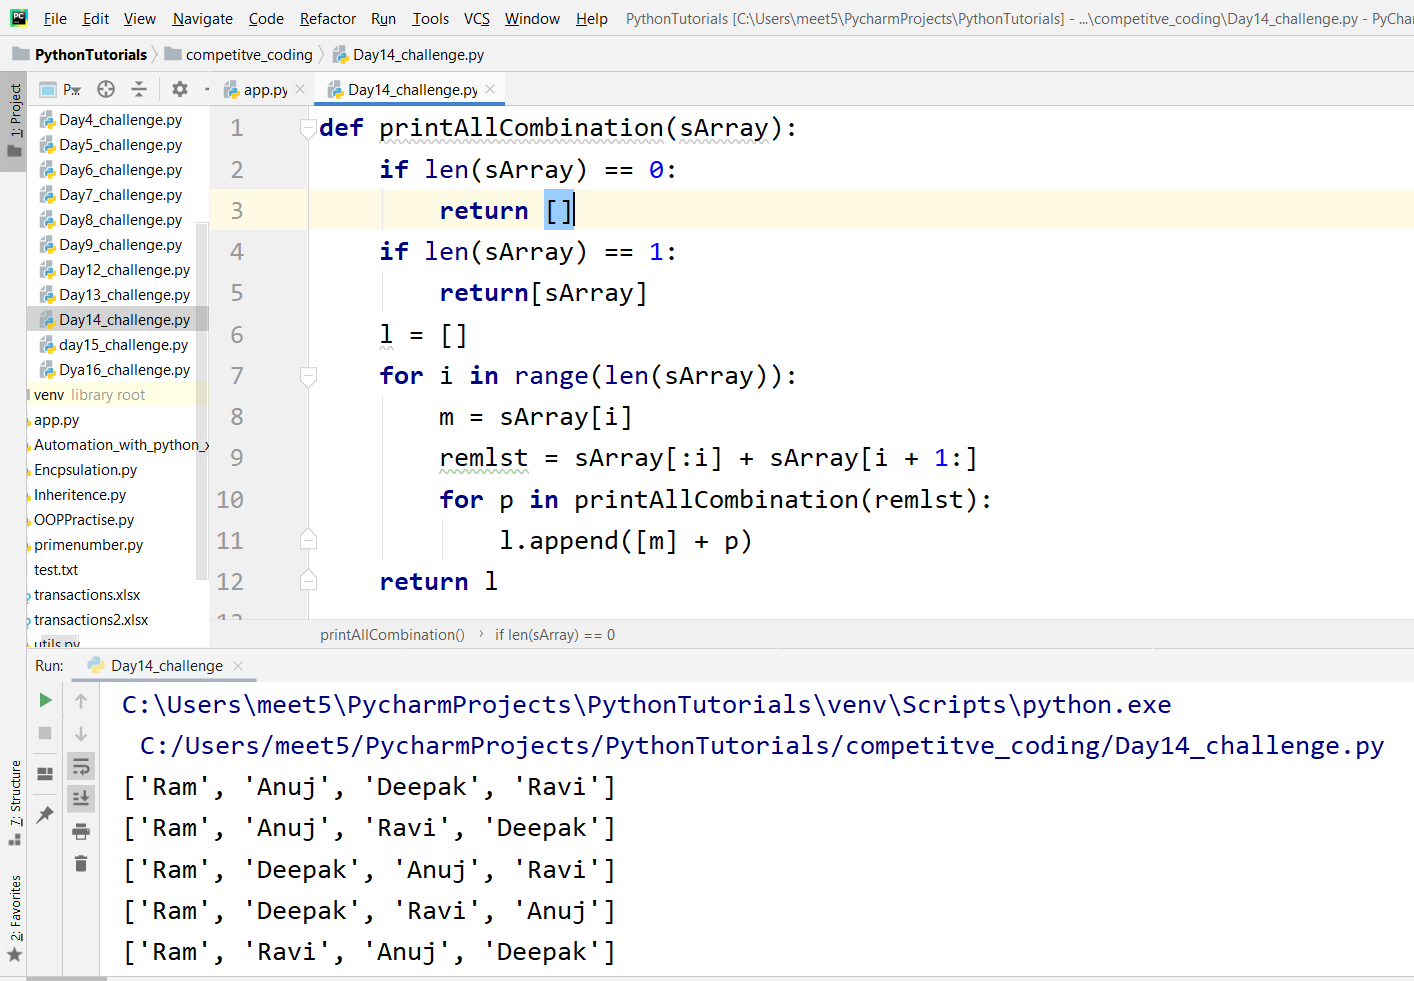 File Edit View Navigate Code Refactor Run Tools VCS Window Help PythonTutorials [C:\Users\meet5\PycharmProjects\PythonTutorials] - ...\competitve_coding\Day14_challenge.py - PyChar
PythonTutorials competitve_coding Day14_challenge.py
1: Project
P...
app.py
Day14_challenge.py
Day4_challenge.py
Day5_challenge.py
Day6_challenge.py
Day7_challenge.py
Day8_challenge.py
Day9_challenge.py
Day12_challenge.py
Day13_challenge.py
Day14_challenge.py
day15_challenge.py
Dya16_challenge.py
venv library root
app.py
Automation_with_python_x
Encpsulation.py
Inheritence.py
OOPPractise.py
primenumber.py
test.txt
transactions.xlsx
transactions2.xlsx
utils.py
1 def printAllCombination(sArray):
2 if len(sArray) == 0:
3 return []
4 if len(sArray) == 1:
5 return[sArray]
6 l = []
7 for i in range(len(sArray)):
8 m = sArray[i]
9 remlst = sArray[:i] + sArray[i + 1:]
10 for p in printAllCombination(remlst):
11 l.append([m] + p)
12 return l
13
printAllCombination() › if len(sArray) == 0
Run: Day14_challenge
7: Structure
2: Favorites
C:\Users\meet5\PycharmProjects\PythonTutorials\venv\Scripts\python.exe
C:/Users/meet5/PycharmProjects/PythonTutorials/competitve_coding/Day14_challenge.py
['Ram', 'Anuj', 'Deepak', 'Ravi']
['Ram', 'Anuj', 'Ravi', 'Deepak']
['Ram', 'Deepak', 'Anuj', 'Ravi']
['Ram', 'Deepak', 'Ravi', 'Anuj']
['Ram', 'Ravi', 'Anuj', 'Deepak']